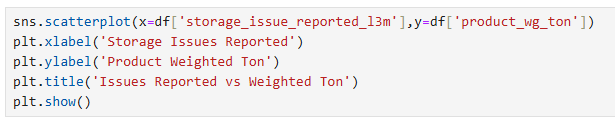 sns.scatterplot(x=df['storage_issue_reported_l3m'],y=df['product_wg_ton'])
plt.xlabel('Storage Issues Reported')
plt.ylabel('Product Weighted Ton')
plt.title('Issues Reported vs Weighted Ton')
plt.show()